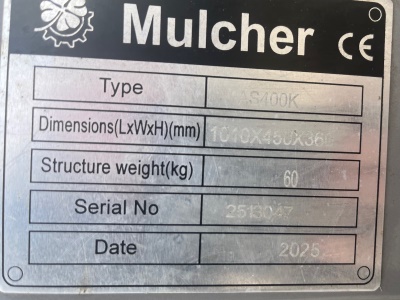 Mulcher CE
Type
Dimensions(LxWxH)(mm)
Structure weight(kg) 60
Serial No 2513047
Date 2025